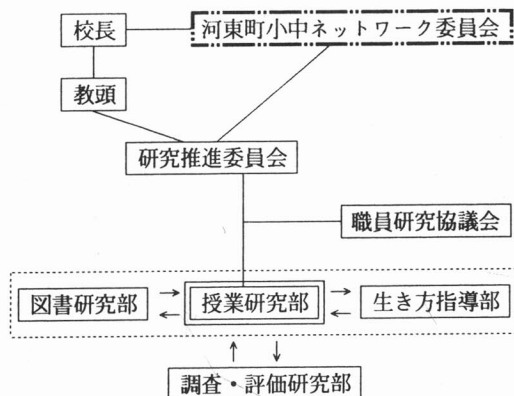 校長
河東町小中ネットワーク委員会
教頭
研究推進委員会
職員研究協議会
図書研究部
授業研究部
生き方指導部
調査・評価研究部